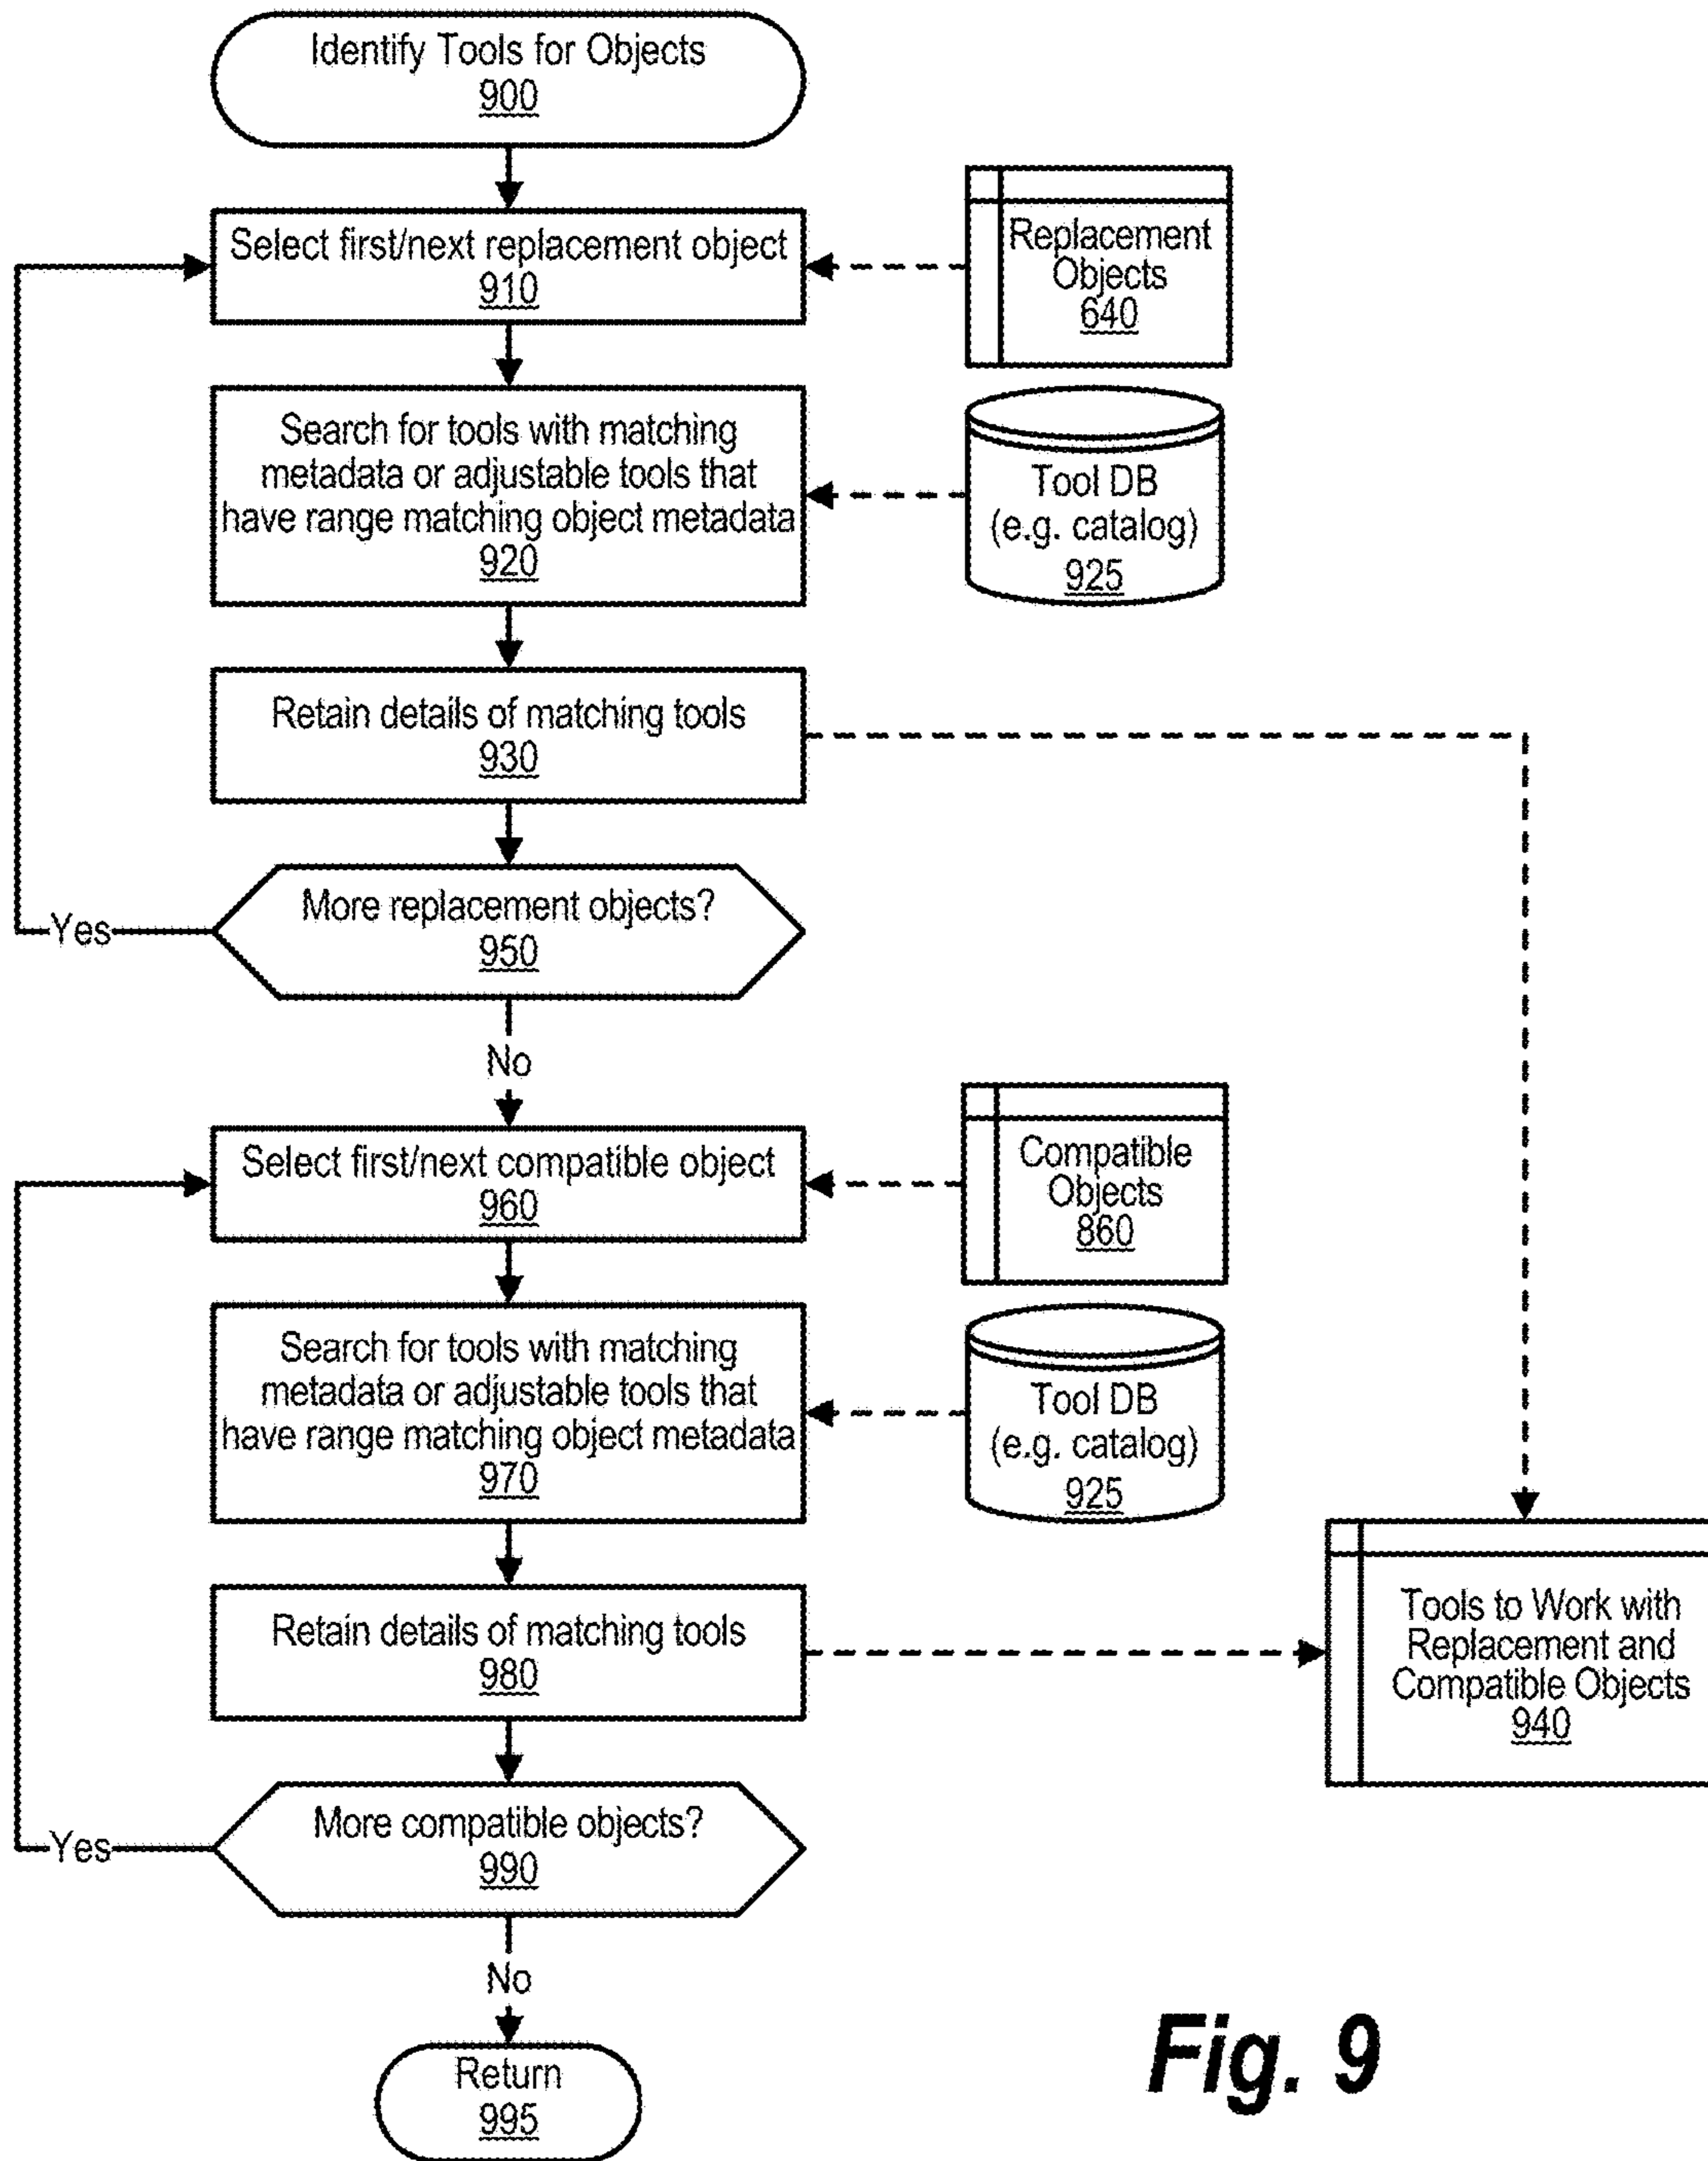 Identify Tools for Objects
900
Select first/next replacement object
910
Replacement
Objects
640
Search for tools with matching
metadata or adjustable tools that
have range matching object metadata
920
Tool DB
(e.g. catalog)
925
Retain details of matching tools
930
More replacement objects?
950
Yes
No
Select first/next compatible object
960
Compatible
Objects
860
Search for tools with matching
metadata or adjustable tools that
have range matching object metadata
970
Tool DB
(e.g. catalog)
925
Retain details of matching tools
980
Tools to Work with
Replacement and
Compatible Objects
940
More compatible objects?
990
Yes
No
Return
995
Fig. 9